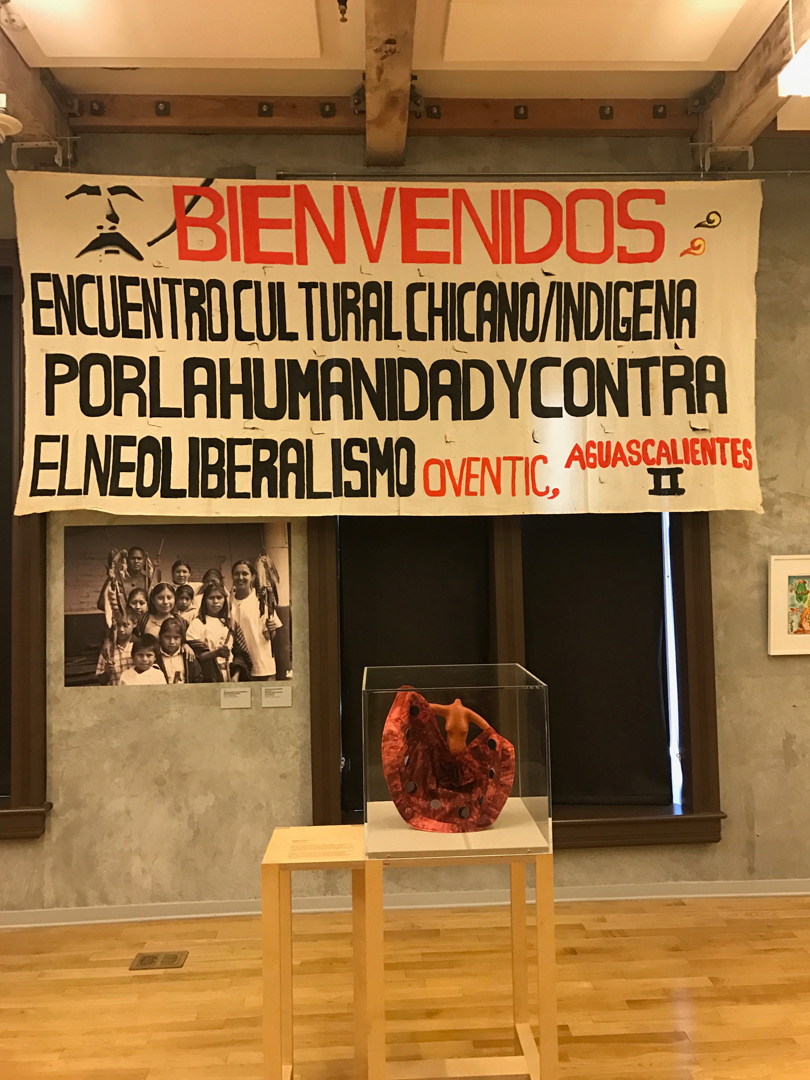 BIENVENIDOS
ENCUENTRO CULTURAL CHICANO/INDIGENA
POR LA HUMANIDAD Y CONTRA
EL NEOLIBERALISMO OVENTIC, AGUASCALIENTES
II